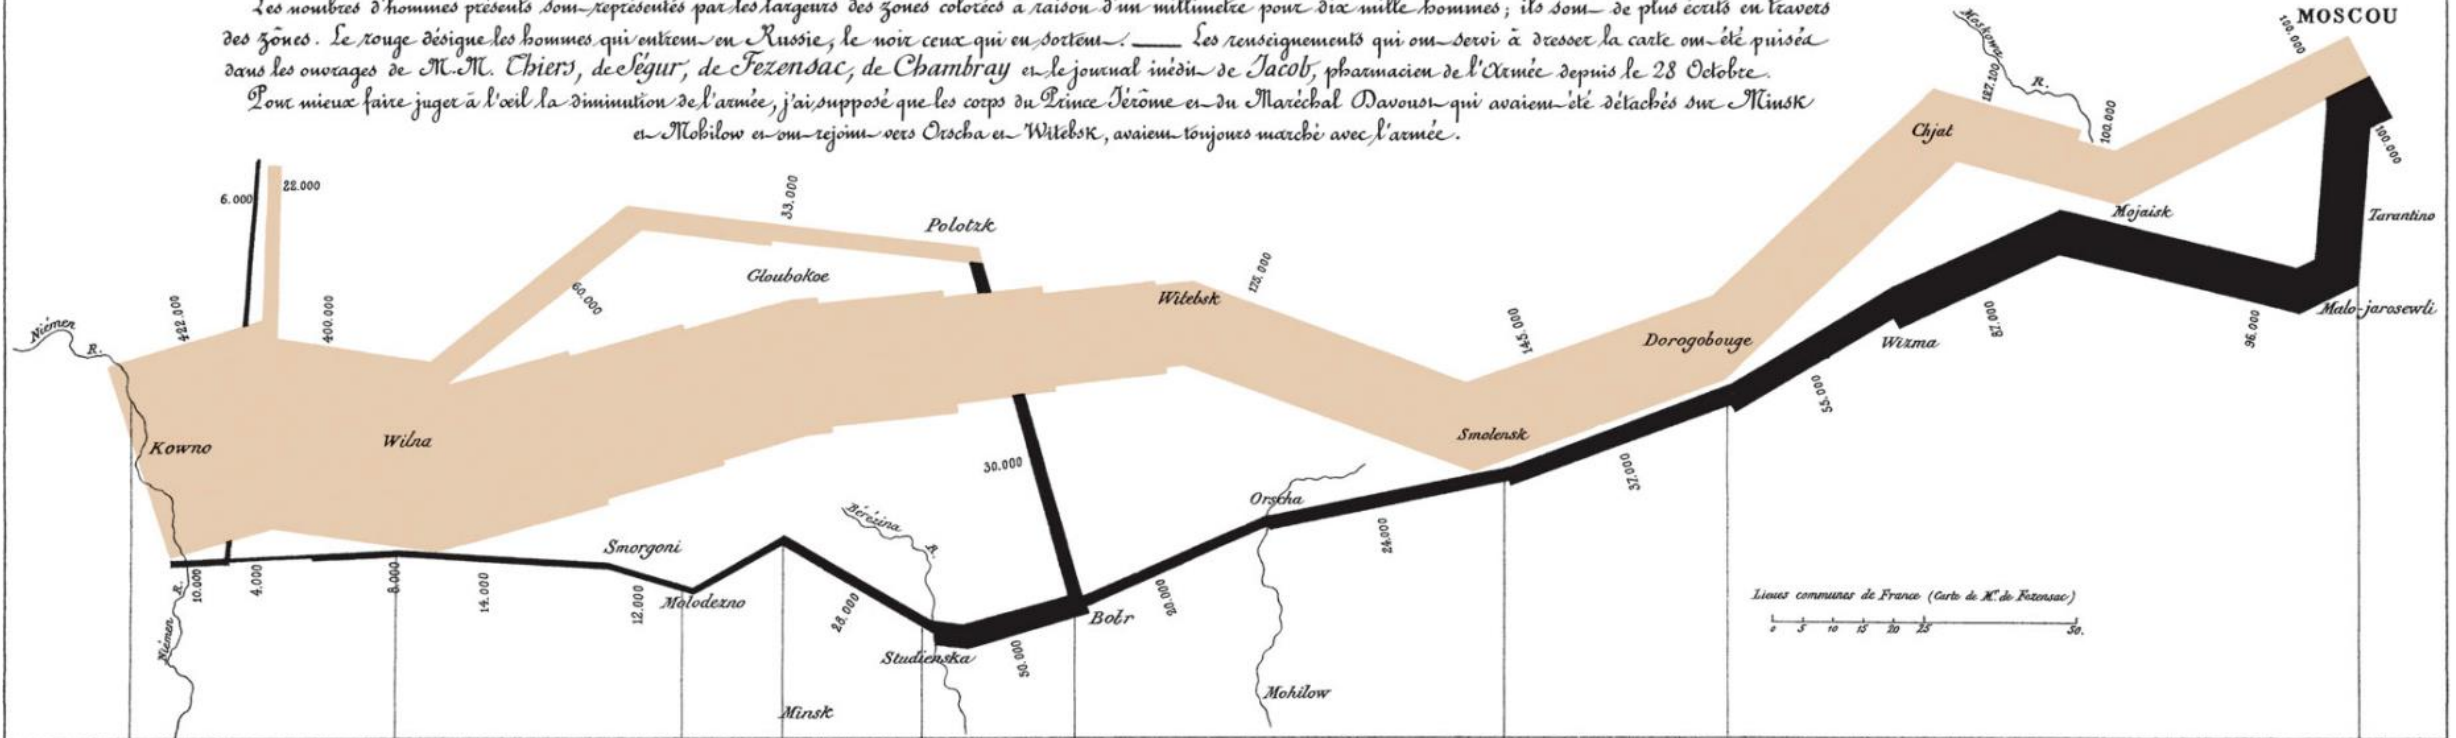 Les nombres d'hommes présents sont représentés par les largeurs des zones colorées à raison d'un millimètre pour dix mille hommes; ils sont de plus écrits en travers
des zônes. Le rouge désigne les hommes qui entrent en Russie, le noir ceux qui en sortent. — Les renseignements qui ont servi à dresser la carte ont été puisés
dans les ouvrages de M.M. Thiers, de Ségur, de Fezensac, de Chambray et le journal inédit de Jacob, pharmacien de l'Armée depuis le 28 Octobre.
Pour mieux faire juger à l'œil la diminution de l'armée, j'ai supposé que les corps du Prince Jérôme et du Maréchal Davoust qui avaient été détachés sur Minsk
et Mohilow et ont rejoint vers Orscha et Witebsk, avaient toujours marché avec l'armée.
MOSCOU
100.000
Moskowa
R.
127.100
100.000
100.000
Chjat
Mojaisk
Tarantino
Malo-jarosewli
22.000
6.000
33.000
Polotzk
Gloubokoe
60.000
175.000
Witebsk
422.000
400.000
Niémen
R.
145.000
Dorogobouge
Wizma
87.000
96.000
55.000
Kowno
Wilna
Smolensk
37.000
30.000
Orscha
24.000
Bérézina
R.
Smorgoni
10.000
4.000
8.000
14.000
12.000
Molodezno
28.000
Studienska
50.000
Bobr
20.000
R.
Niémen
Minsk
Mohilow
Lieues communes de France (Carte de M. de Fezensac)
0 5 10 15 20 25 50.